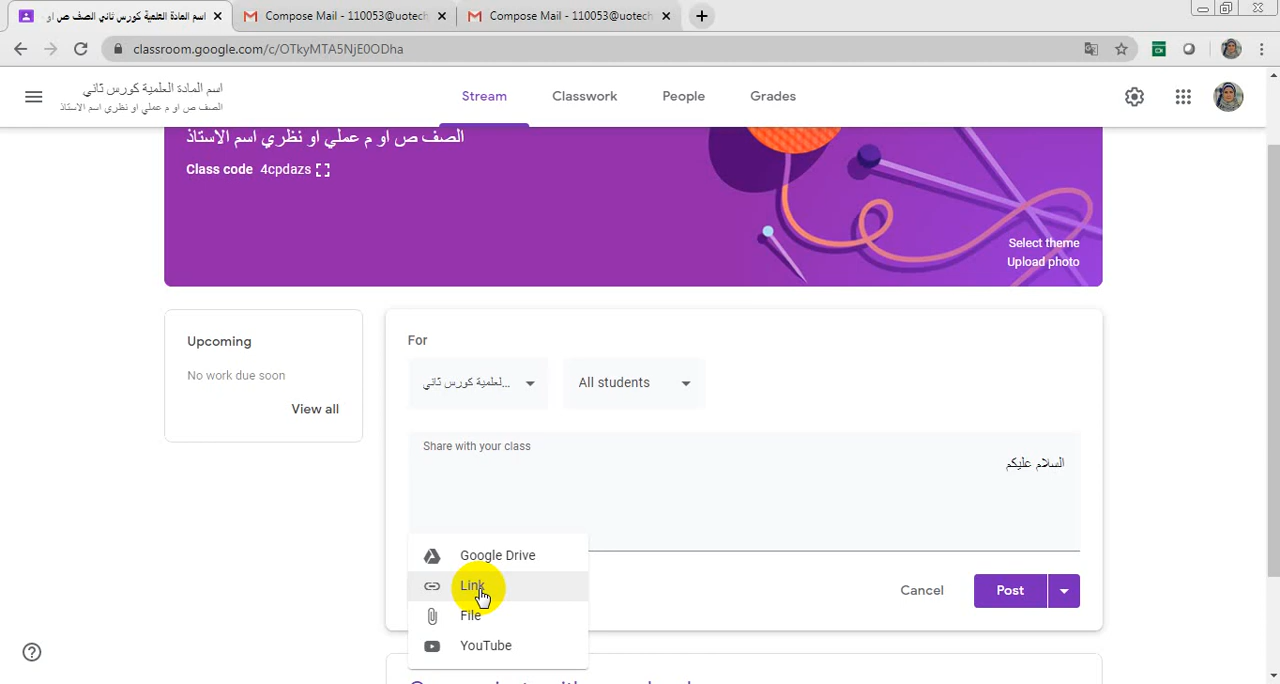 اسم المادة العلمية كورس ثاني الصف ص او
Compose Mail - 110053@uotech
Compose Mail - 110053@uotech
classroom.google.com/c/OTkyMTA5NjE0ODha
اسم المادة العلمية كورس ثاني
الصف ص او م عملي او نظري اسم الاستاذ
Stream
Classwork
People
Grades
الصف ص او م عملي او نظري اسم الاستاذ
Class code 4cpdazs
Select theme
Upload photo
Upcoming
No work due soon
View all
For
لعلمية كورس ثاني...
All students
Share with your class
السلام عليكم
Google Drive
Link
File
YouTube
Cancel
Post